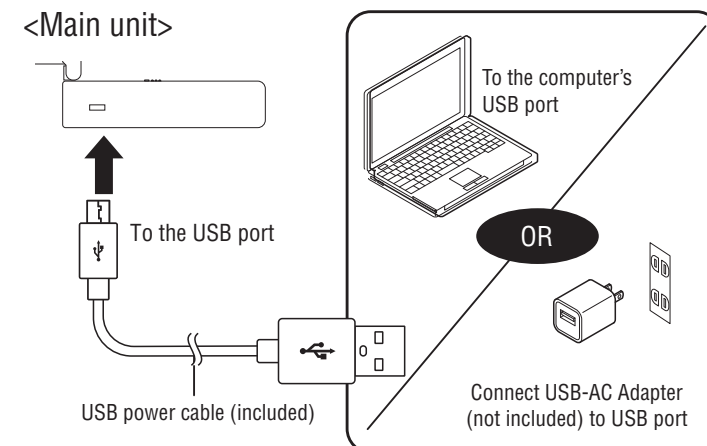 <Main unit>
To the computer's
USB port
To the USB port
OR
USB power cable (included)
Connect USB-AC Adapter
(not included) to USB port